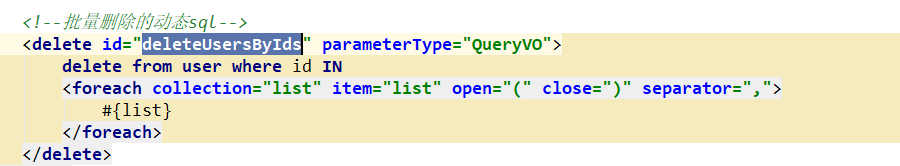 <!--批量删除的动态sql-->
<delete id="deleteUsersByIds" parameterType="QueryVO">
delete from user where id IN
<foreach collection="list" item="list" open="(" close=")" separator=",">
#{list}
</foreach>
</delete>